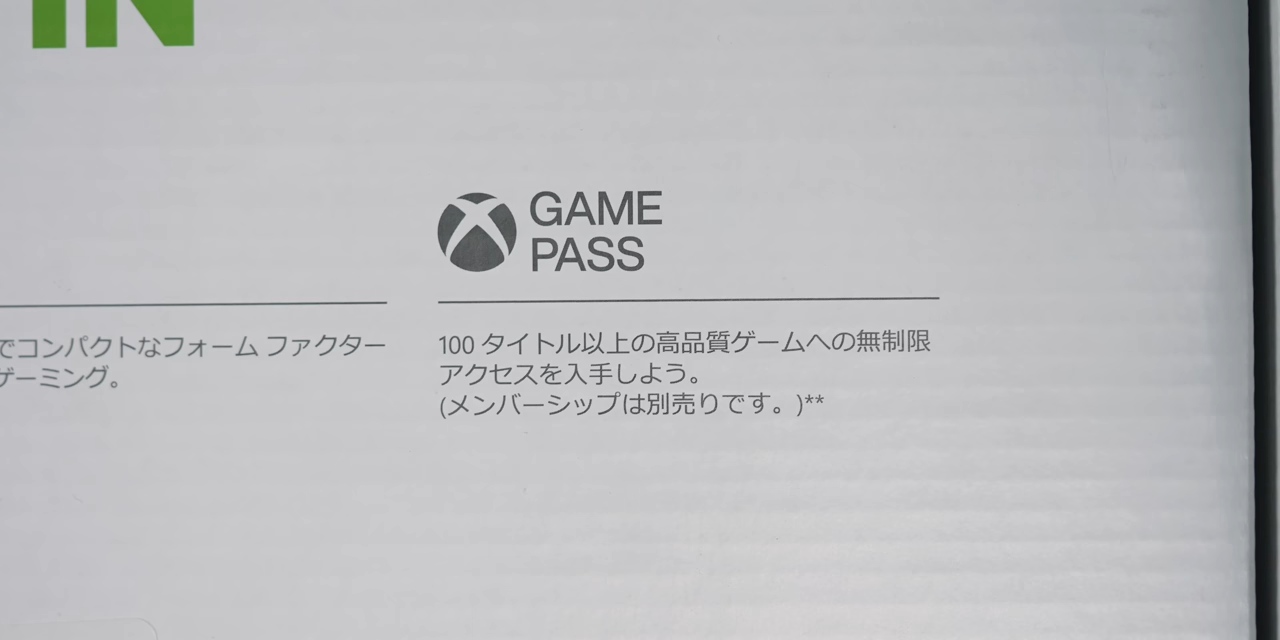 IN
GAME
PASS
でコンパクトなフォーム ファクター
ゲーミング。
100 タイトル以上の高品質ゲームへの無制限
アクセスを入手しよう。
(メンバーシップは別売りです。)**